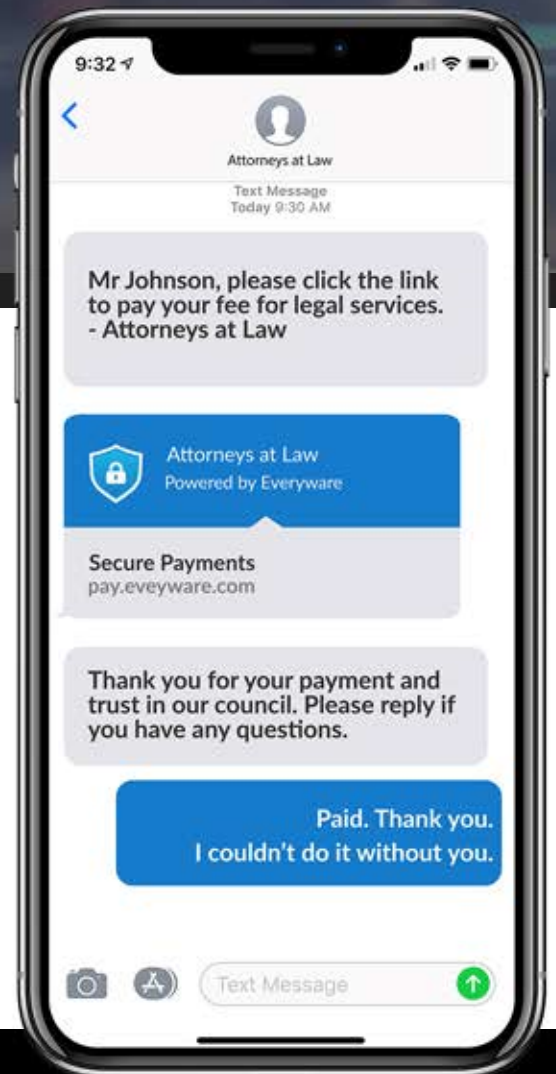 9:32
Attorneys at Law
Text Message
Today 9:30 AM
Mr Johnson, please click the link
to pay your fee for legal services.
- Attorneys at Law
Attorneys at Law
Powered by Everyware
Secure Payments
pay.eveyware.com
Thank you for your payment and
trust in our council. Please reply if
you have any questions.
Paid. Thank you.
I couldn't do it without you.
Text Message